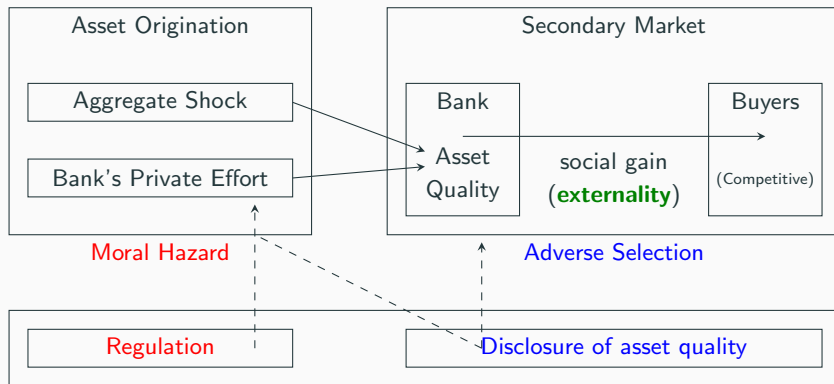 Asset Origination
Aggregate Shock
Bank's Private Effort
Moral Hazard
Secondary Market
Bank
Asset
Quality
social gain
(externality)
Buyers
(Competitive)
Adverse Selection
Regulation
Disclosure of asset quality